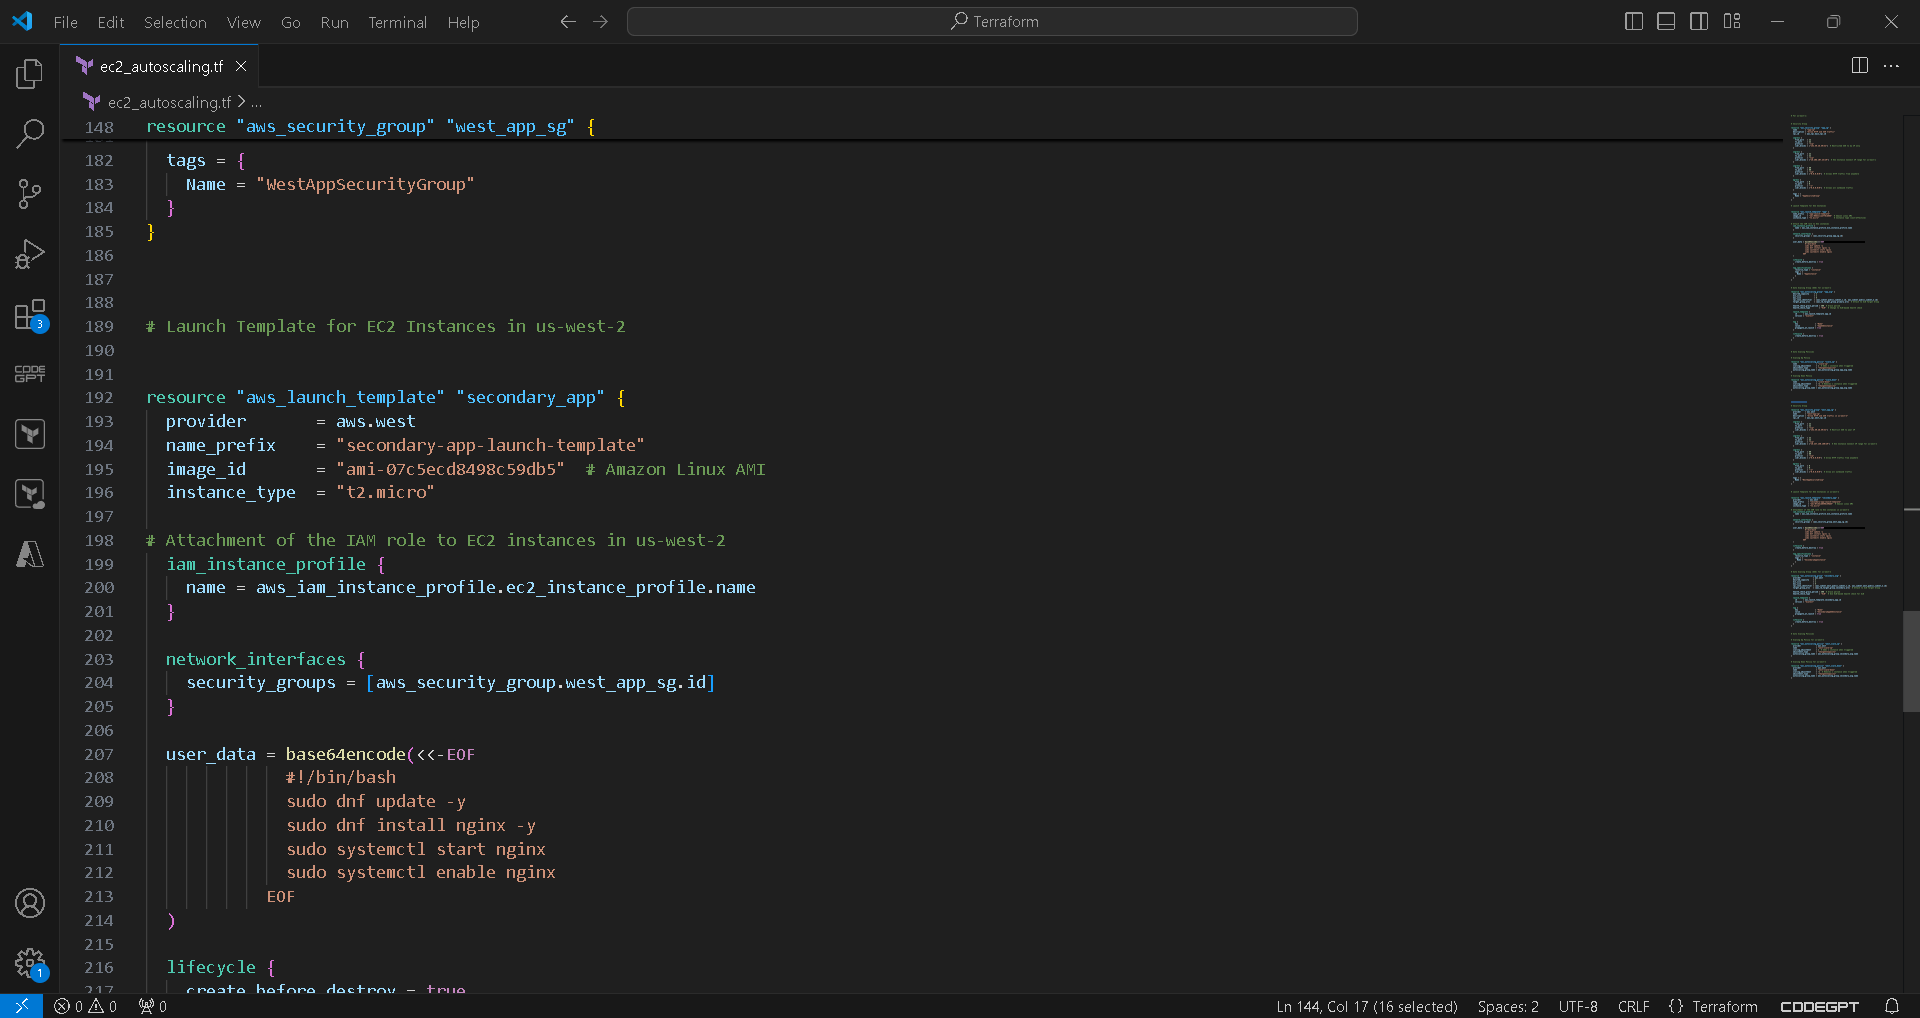 File Edit Selection View Go Run Terminal Help Terraform
ec2_autoscaling.tf
ec2_autoscaling.tf > ...
148 resource "aws_security_group" "west_app_sg" {
182 tags = {
183 Name = "WestAppSecurityGroup"
184 }
185 }
186
187
188
189 # Launch Template for EC2 Instances in us-west-2
190
191
192 resource "aws_launch_template" "secondary_app" {
193 provider = aws.west
194 name_prefix = "secondary-app-launch-template"
195 image_id = "ami-07c5ecd8498c59db5" # Amazon Linux AMI
196 instance_type = "t2.micro"
197
198 # Attachment of the IAM role to EC2 instances in us-west-2
199 iam_instance_profile {
200 name = aws_iam_instance_profile.ec2_instance_profile.name
201 }
202
203 network_interfaces {
204 security_groups = [aws_security_group.west_app_sg.id]
205 }
206
207 user_data = base64encode(<<-EOF
208 #!/bin/bash
209 sudo dnf update -y
210 sudo dnf install nginx -y
211 sudo systemctl start nginx
212 sudo systemctl enable nginx
213 EOF
214 )
215
216 lifecycle {
217 create_before_destroy = true
3
CODE
GPT
1
0 0 0 Ln 144, Col 17 (16 selected) Spaces: 2 UTF-8 CRLF {} Terraform CODEGPT